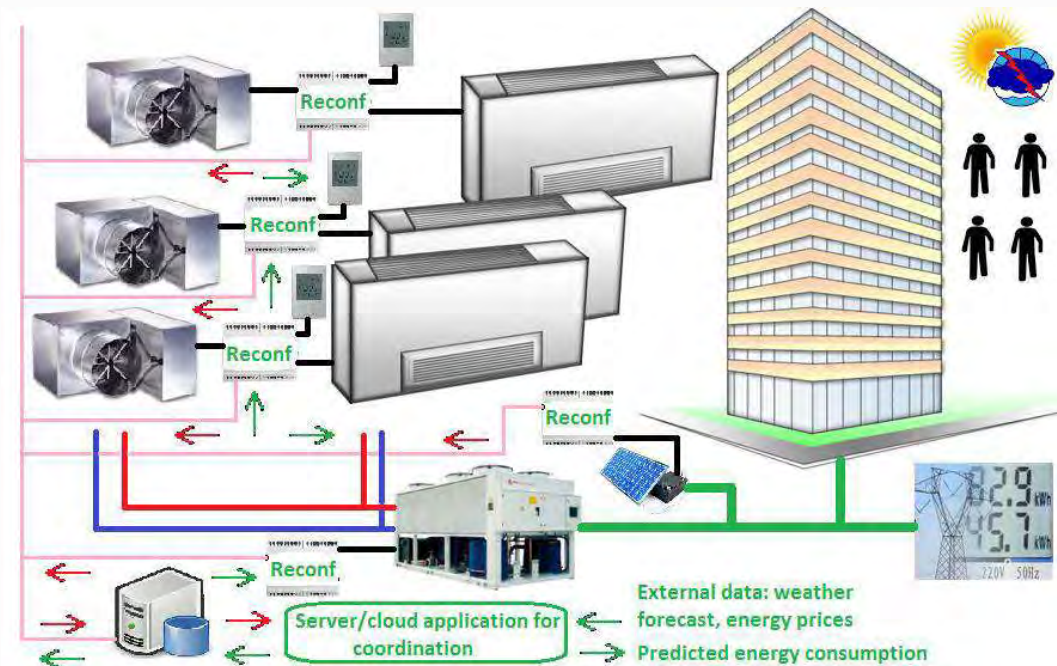 Reconf
Reconf
Reconf
Reconf
82.9 kWh
45.7 kWh
220V 50Hz
Reconf
Server/cloud application for
coordination
External data: weather
forecast, energy prices
Predicted energy consumption